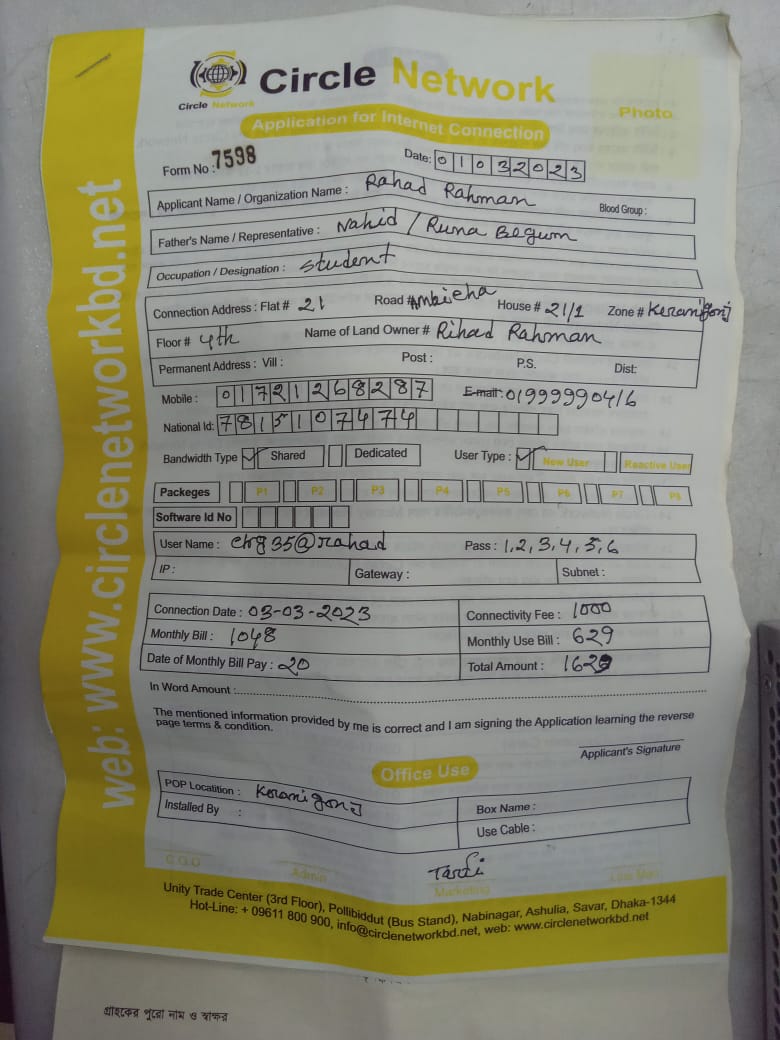 Circle Network
Circle Network
Photo
Application for Internet Connection
Form No : 7598
Date: 01032023
Applicant Name / Organization Name : Rahad Rahman Blood Group :
Father's Name / Representative : Nahid / Runa Begum
Occupation / Designation : Student
Connection Address : Flat # 21 Road # House # 21/1 Zone # Keranigonj
Floor # 4th Name of Land Owner # Rihad Rahman
Permanent Address : Vill : Post : P.S. Dist:
Mobile : 01721268287 E-mail: 01999990416
National Id: 7815107474
Bandwidth Type Shared Dedicated User Type : New User Reactive User
Packeges P1 P2 P3 P4 P5 P6 P7 P8
Software Id No
User Name : Pass : 1,2,3,4,5,6
IP : Gateway : Subnet :
Connection Date : 03-03-2023 Connectivity Fee : 1000
Monthly Bill : 1048 Monthly Use Bill : 629
Date of Monthly Bill Pay : 20 Total Amount : 1629
In Word Amount :
The mentioned information provided by me is correct and I am signing the Application learning the reverse
page terms & condition.
Applicant's Signature
Office Use
POP Locatition : Keranigonj Box Name :
Installed By : Use Cable :
C.O.O Admin Marketing Line Man
Unity Trade Center (3rd Floor), Pollibiddut (Bus Stand), Nabinagar, Ashulia, Savar, Dhaka-1344
Hot-Line: + 09611 800 900, info@circlenetworkbd.net, web: www.circlenetworkbd.net
web: www.circlenetworkbd.net
গ্রাহকের পুরো নাম ও স্বাক্ষর